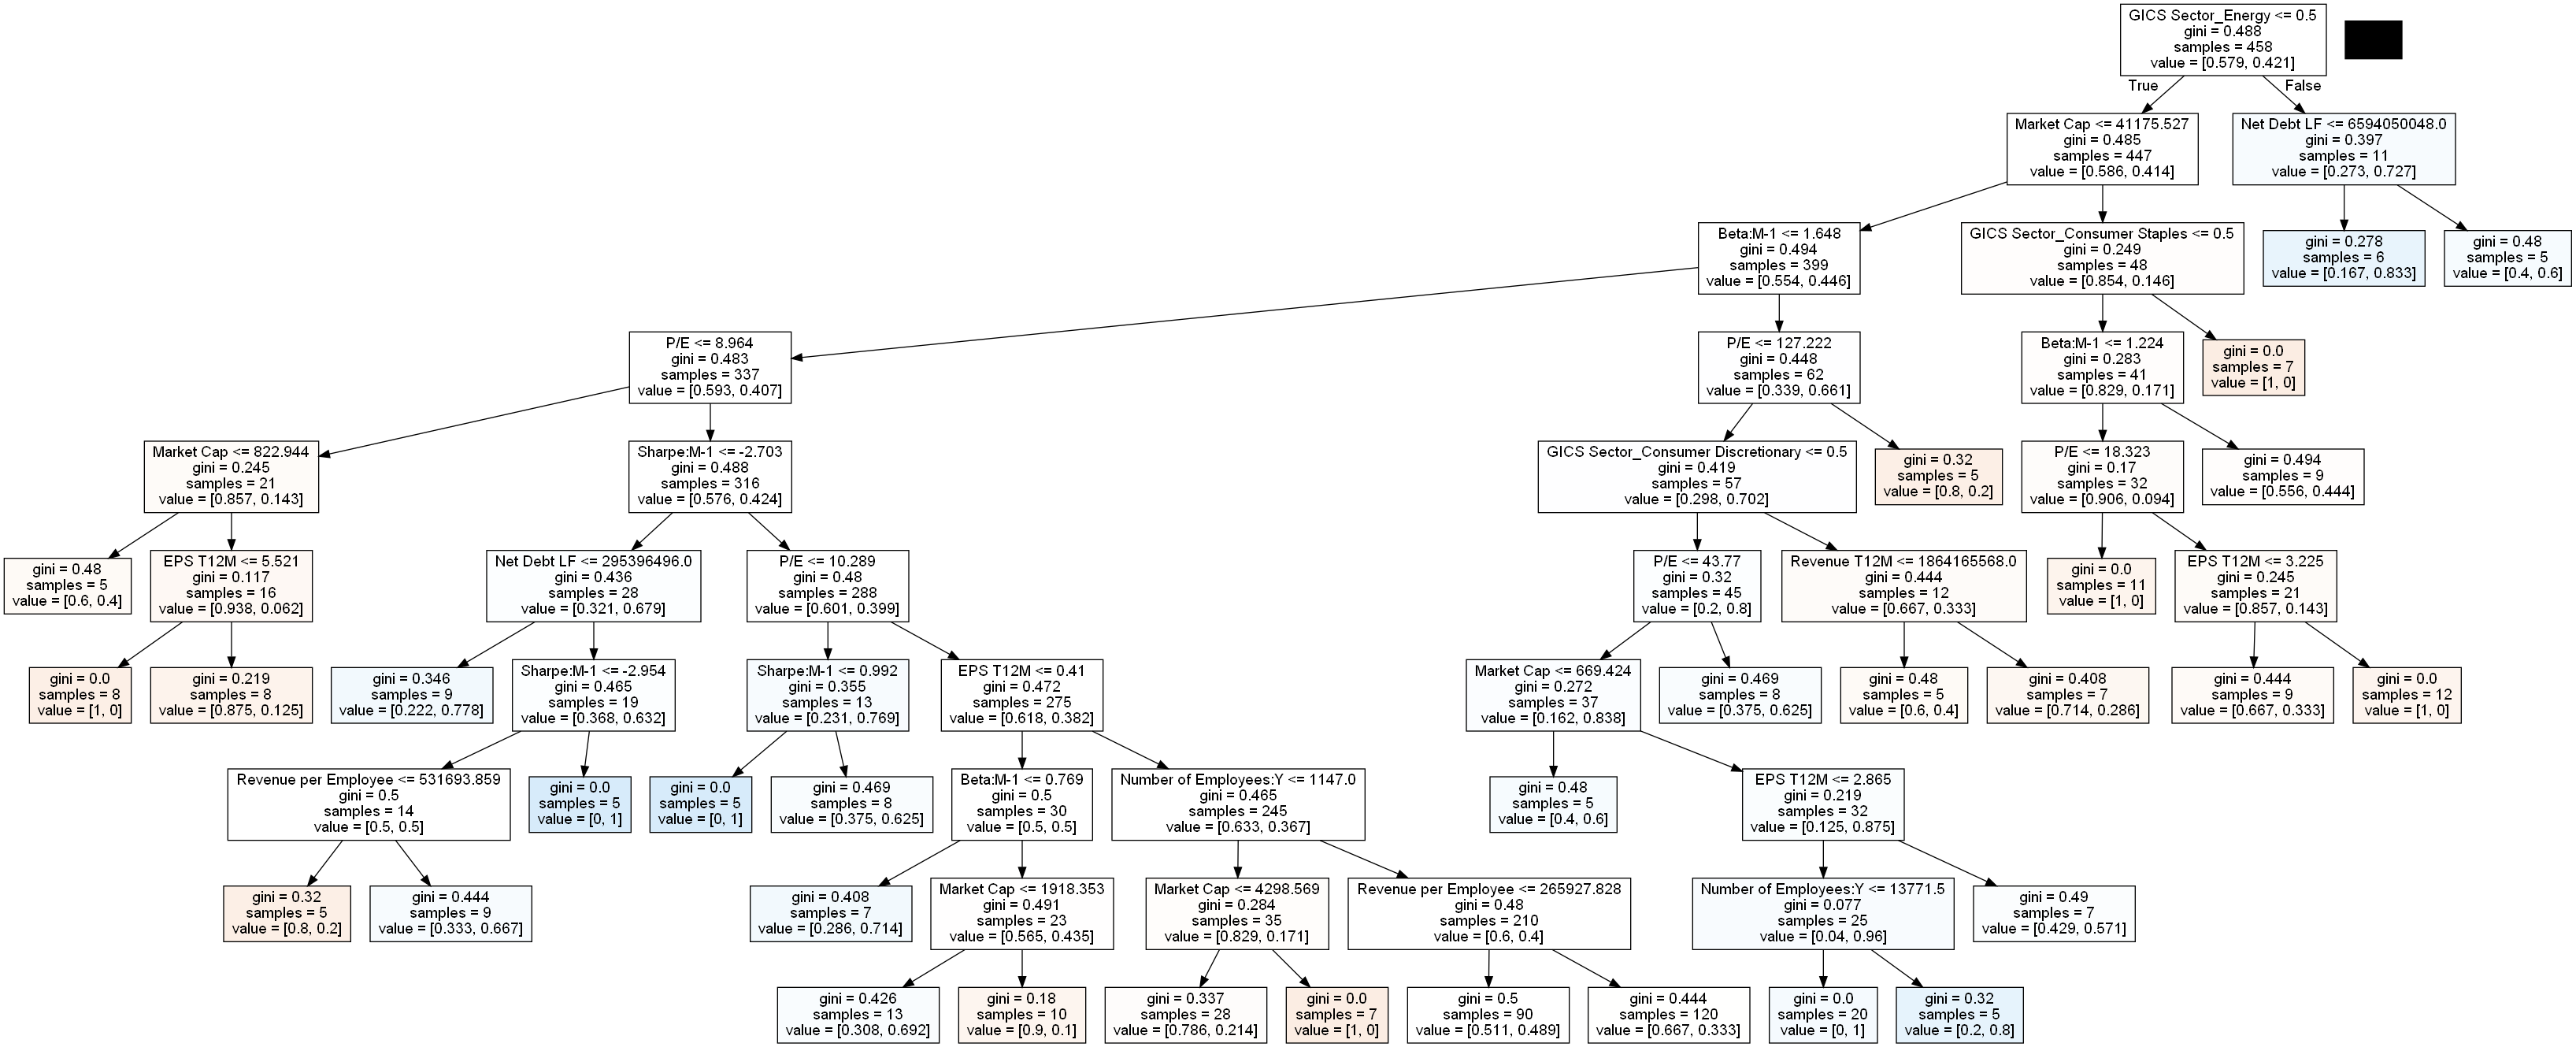 GICS Sector_Energy <= 0.5
gini = 0.488
samples = 458
value = [0.579, 0.421]
True
False
Market Cap <= 41175.527
gini = 0.485
samples = 447
value = [0.586, 0.414]
Net Debt LF <= 6594050048.0
gini = 0.397
samples = 11
value = [0.273, 0.727]
Beta:M-1 <= 1.648
gini = 0.494
samples = 399
value = [0.554, 0.446]
GICS Sector_Consumer Staples <= 0.5
gini = 0.249
samples = 48
value = [0.854, 0.146]
gini = 0.278
samples = 6
value = [0.167, 0.833]
gini = 0.48
samples = 5
value = [0.4, 0.6]
P/E <= 8.964
gini = 0.483
samples = 337
value = [0.593, 0.407]
P/E <= 127.222
gini = 0.448
samples = 62
value = [0.339, 0.661]
Beta:M-1 <= 1.224
gini = 0.283
samples = 41
value = [0.829, 0.171]
gini = 0.0
samples = 7
value = [1, 0]
Market Cap <= 822.944
gini = 0.245
samples = 21
value = [0.857, 0.143]
Sharpe:M-1 <= -2.703
gini = 0.488
samples = 316
value = [0.576, 0.424]
GICS Sector_Consumer Discretionary <= 0.5
gini = 0.419
samples = 57
value = [0.298, 0.702]
gini = 0.32
samples = 5
value = [0.8, 0.2]
P/E <= 18.323
gini = 0.17
samples = 32
value = [0.906, 0.094]
gini = 0.494
samples = 9
value = [0.556, 0.444]
gini = 0.48
samples = 5
value = [0.6, 0.4]
EPS T12M <= 5.521
gini = 0.117
samples = 16
value = [0.938, 0.062]
Net Debt LF <= 295396496.0
gini = 0.436
samples = 28
value = [0.321, 0.679]
P/E <= 10.289
gini = 0.48
samples = 288
value = [0.601, 0.399]
P/E <= 43.77
gini = 0.32
samples = 45
value = [0.2, 0.8]
Revenue T12M <= 1864165568.0
gini = 0.444
samples = 12
value = [0.667, 0.333]
gini = 0.0
samples = 11
value = [1, 0]
EPS T12M <= 3.225
gini = 0.245
samples = 21
value = [0.857, 0.143]
gini = 0.0
samples = 8
value = [1, 0]
gini = 0.219
samples = 8
value = [0.875, 0.125]
gini = 0.346
samples = 9
value = [0.222, 0.778]
Sharpe:M-1 <= -2.954
gini = 0.465
samples = 19
value = [0.368, 0.632]
Sharpe:M-1 <= 0.992
gini = 0.355
samples = 13
value = [0.231, 0.769]
EPS T12M <= 0.41
gini = 0.472
samples = 275
value = [0.618, 0.382]
Market Cap <= 669.424
gini = 0.272
samples = 37
value = [0.162, 0.838]
gini = 0.469
samples = 8
value = [0.375, 0.625]
gini = 0.48
samples = 5
value = [0.6, 0.4]
gini = 0.408
samples = 7
value = [0.714, 0.286]
gini = 0.444
samples = 9
value = [0.667, 0.333]
gini = 0.0
samples = 12
value = [1, 0]
Revenue per Employee <= 531693.859
gini = 0.5
samples = 14
value = [0.5, 0.5]
gini = 0.0
samples = 5
value = [0, 1]
gini = 0.0
samples = 5
value = [0, 1]
gini = 0.469
samples = 8
value = [0.375, 0.625]
Beta:M-1 <= 0.769
gini = 0.5
samples = 30
value = [0.5, 0.5]
Number of Employees:Y <= 1147.0
gini = 0.465
samples = 245
value = [0.633, 0.367]
gini = 0.48
samples = 5
value = [0.4, 0.6]
EPS T12M <= 2.865
gini = 0.219
samples = 32
value = [0.125, 0.875]
gini = 0.32
samples = 5
value = [0.8, 0.2]
gini = 0.444
samples = 9
value = [0.333, 0.667]
gini = 0.408
samples = 7
value = [0.286, 0.714]
Market Cap <= 1918.353
gini = 0.491
samples = 23
value = [0.565, 0.435]
Market Cap <= 4298.569
gini = 0.284
samples = 35
value = [0.829, 0.171]
Revenue per Employee <= 265927.828
gini = 0.48
samples = 210
value = [0.6, 0.4]
Number of Employees:Y <= 13771.5
gini = 0.077
samples = 25
value = [0.04, 0.96]
gini = 0.49
samples = 7
value = [0.429, 0.571]
gini = 0.426
samples = 13
value = [0.308, 0.692]
gini = 0.18
samples = 10
value = [0.9, 0.1]
gini = 0.337
samples = 28
value = [0.786, 0.214]
gini = 0.0
samples = 7
value = [1, 0]
gini = 0.5
samples = 90
value = [0.511, 0.489]
gini = 0.444
samples = 120
value = [0.667, 0.333]
gini = 0.0
samples = 20
value = [0, 1]
gini = 0.32
samples = 5
value = [0.2, 0.8]